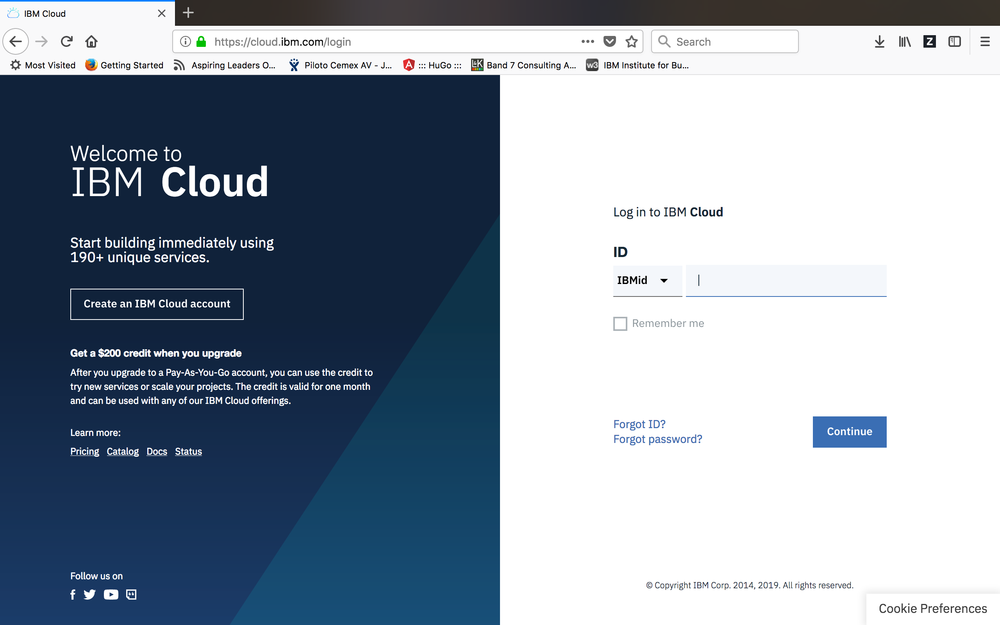 IBM Cloud
https://cloud.ibm.com/login
Search
Z
Most Visited
Getting Started
Aspiring Leaders O...
Piloto Cemex AV - J...
A
::: HuGo :::
L&K
Band 7 Consulting A...
w3
IBM Institute for Bu...
Welcome to
IBM Cloud
Start building immediately using
190+ unique services.
Create an IBM Cloud account
Get a $200 credit when you upgrade
After you upgrade to a Pay-As-You-Go account, you can use the credit to
try new services or scale your projects. The credit is valid for one month
and can be used with any of our IBM Cloud offerings.
Learn more:
Pricing Catalog Docs Status
Follow us on
f
Log in to IBM Cloud
ID
IBMid
Remember me
Forgot ID?
Forgot password?
Continue
© Copyright IBM Corp. 2014, 2019. All rights reserved.
Cookie Preferences